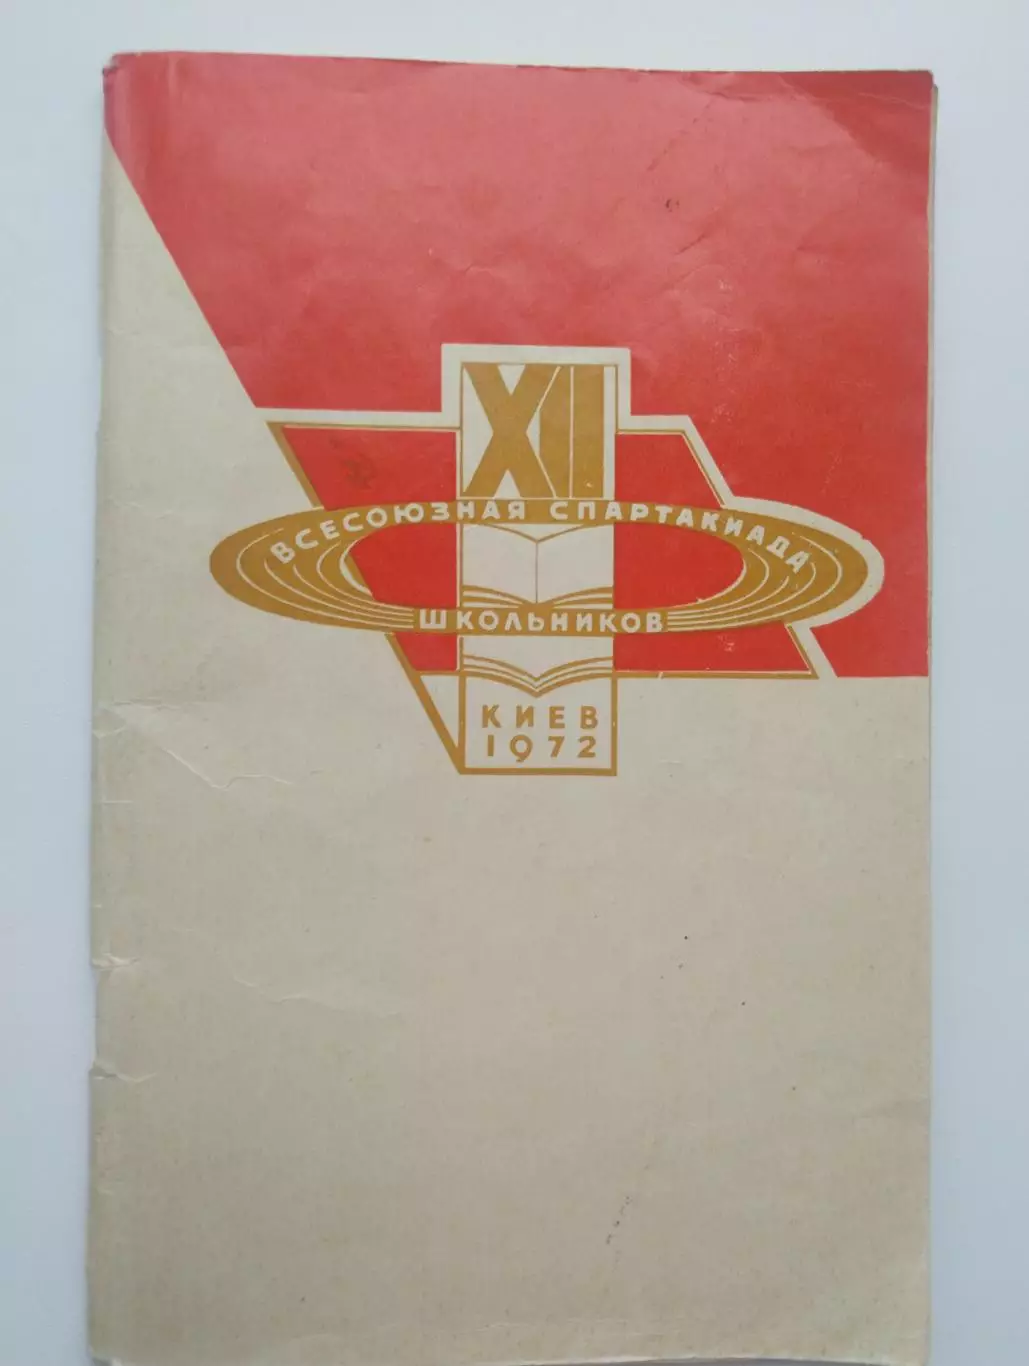 XII
ВСЕСОЮЗНАЯ СПАРТАКИАДА
ШКОЛЬНИКОВ
КИЕВ
1972